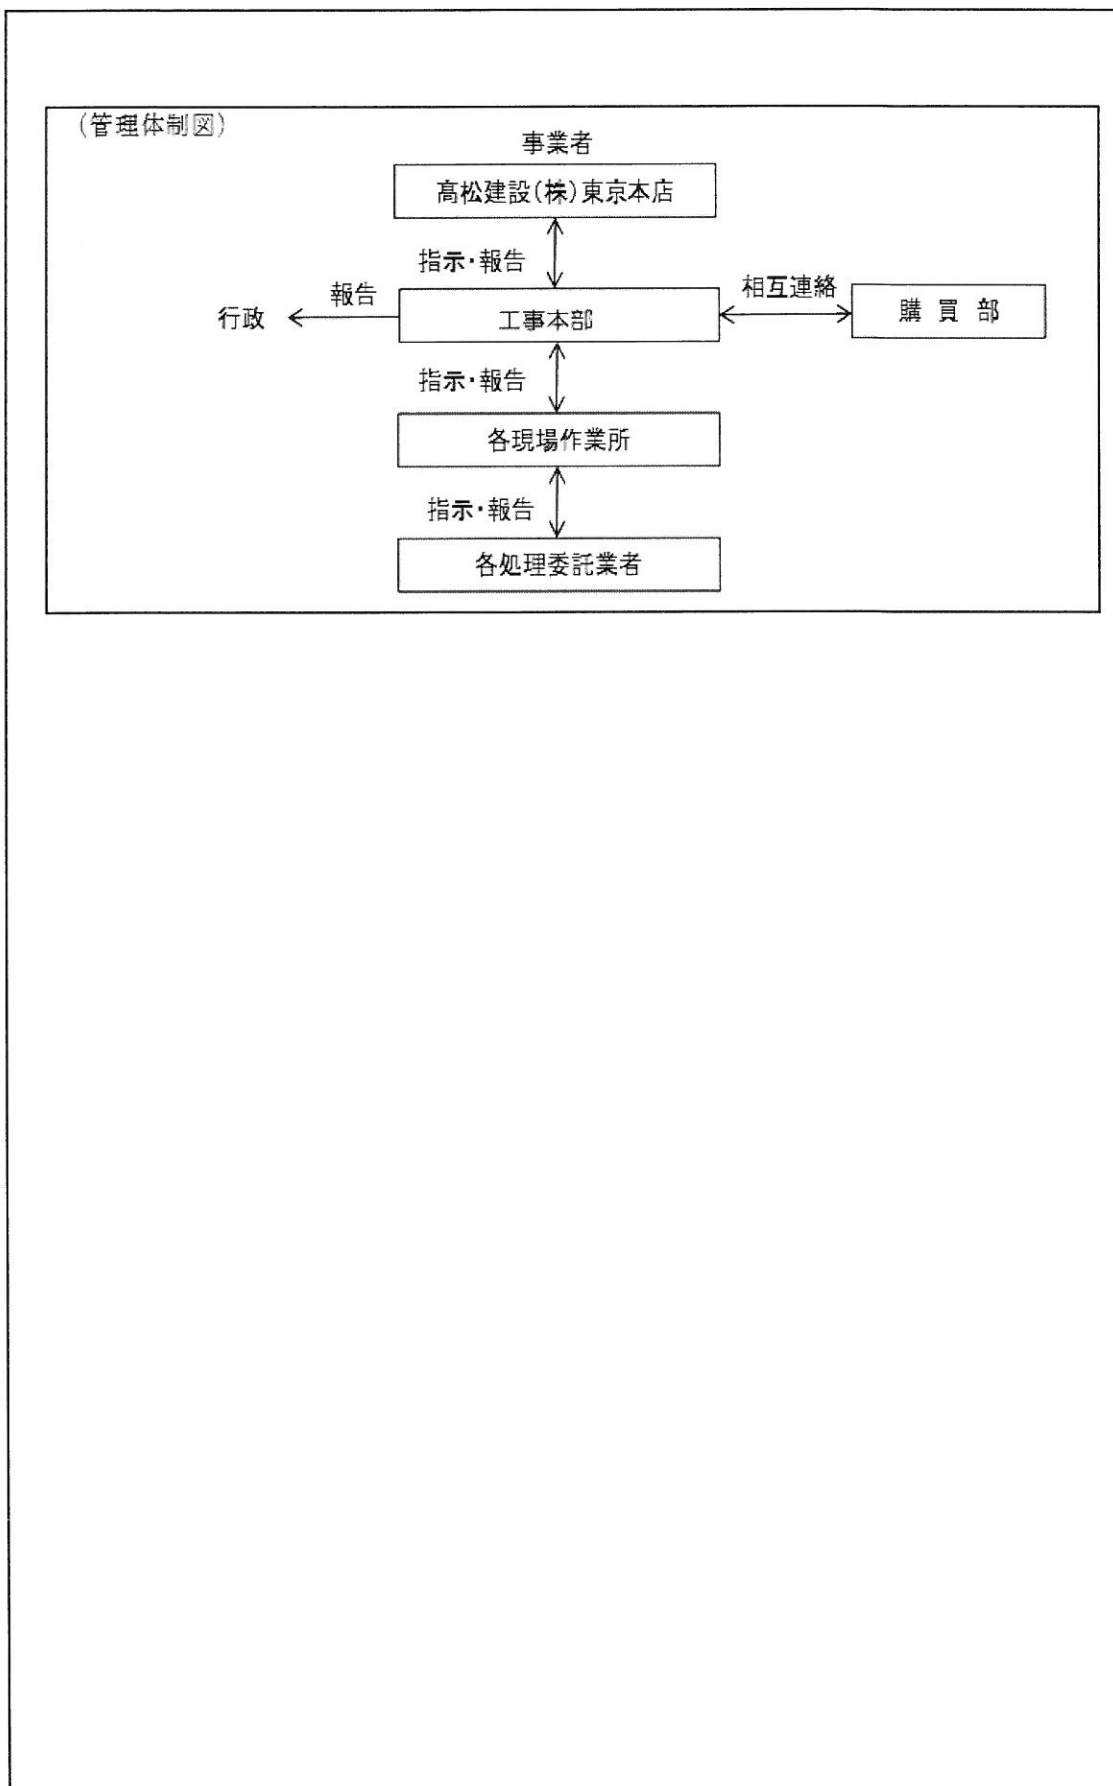 (管理体制図)
事業者
髙松建設(株)東京本店
指示・報告
報告
相互連絡
行政
工事本部
購買部
指示・報告
各現場作業所
指示・報告
各処理委託業者